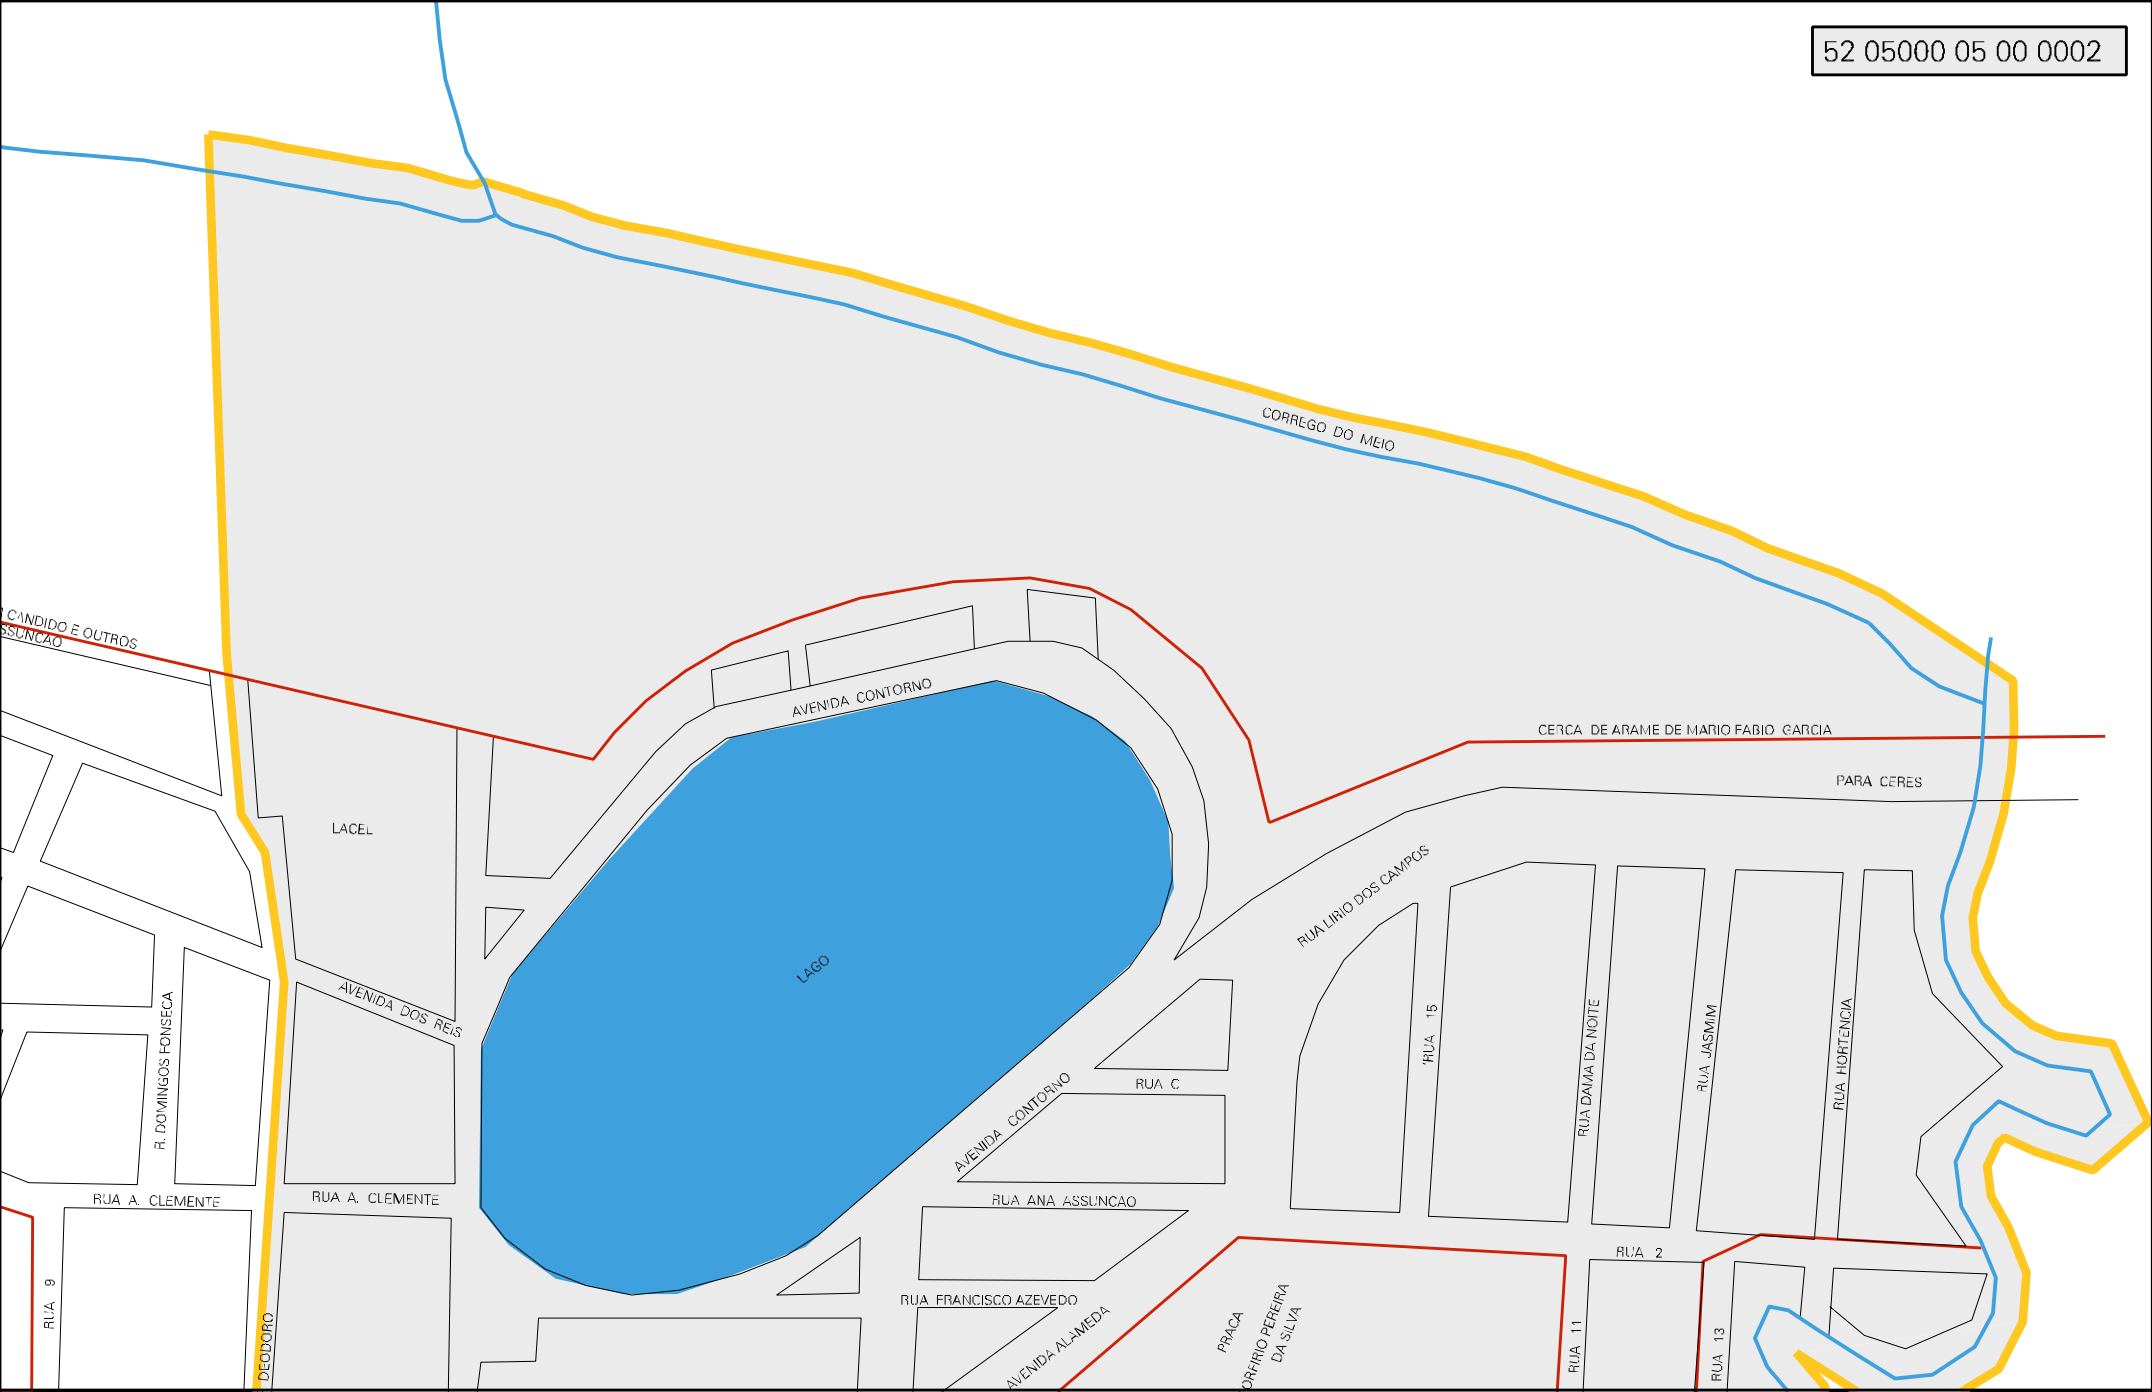 52 05000 05 00 0002
CORREGO DO MEIO
CANDIDO E OUTROS
SSUNCAO
AVENIDA CONTORNO
CERCA DE ARAME DE MARIO FABIO GARCIA
PARA CERES
LACEL
RUA LIRIO DOS CAMPOS
LAGO
AVENIDA DOS REIS
R. DOMINGOS FONSECA
'RUA 15
RUA DAMA DA NOITE
RUA JASMIM
RUA HORTENCIA
RUA C
AVENIDA CONTORNO
RUA A. CLEMENTE
RUA A. CLEMENTE
RUA ANA ASSUNCAO
RUA 2
RUA 9
RUA FRANCISCO AZEVEDO
DEODORO
AVENIDA ALAMEDA
PRACA
ORFIRIO PEREIRA
DA SILVA
RUA 11
RUA 13